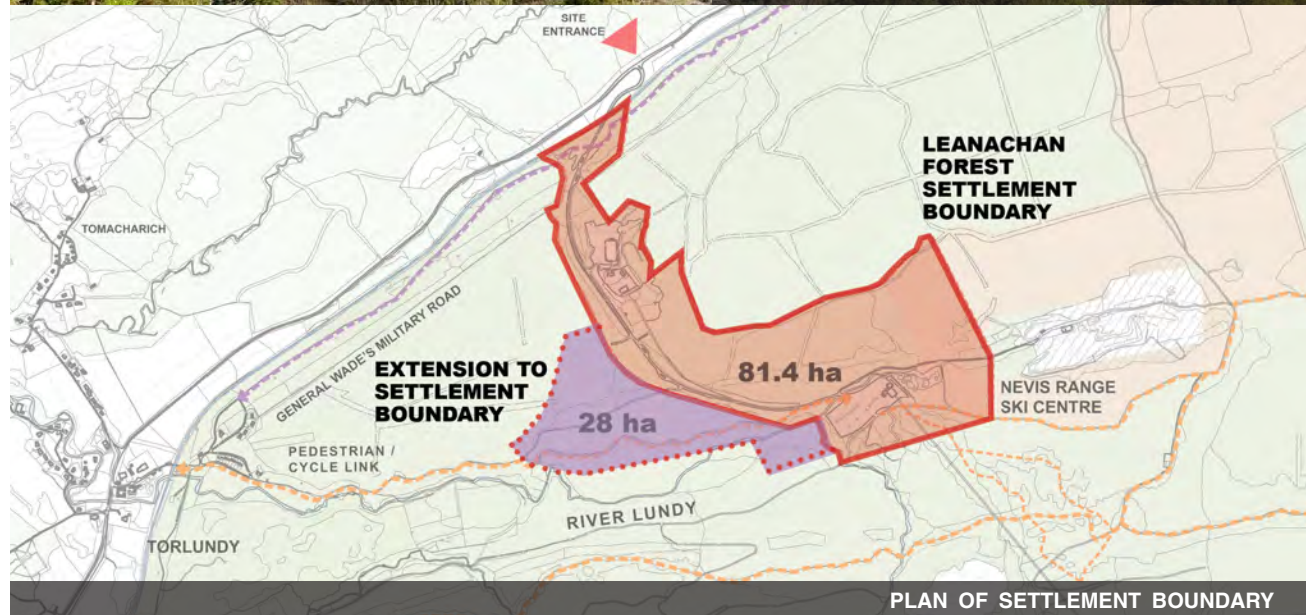 SITE
ENTRANCE
LEANACHAN
FOREST
SETTLEMENT
BOUNDARY
TOMACHARICH
GENERAL WADE'S MILITARY ROAD
EXTENSION TO
SETTLEMENT
BOUNDARY
81.4 ha
NEVIS RANGE
SKI CENTRE
28 ha
PEDESTRIAN /
CYCLE LINK
RIVER LUNDY
TORLUNDY
PLAN OF SETTLEMENT BOUNDARY